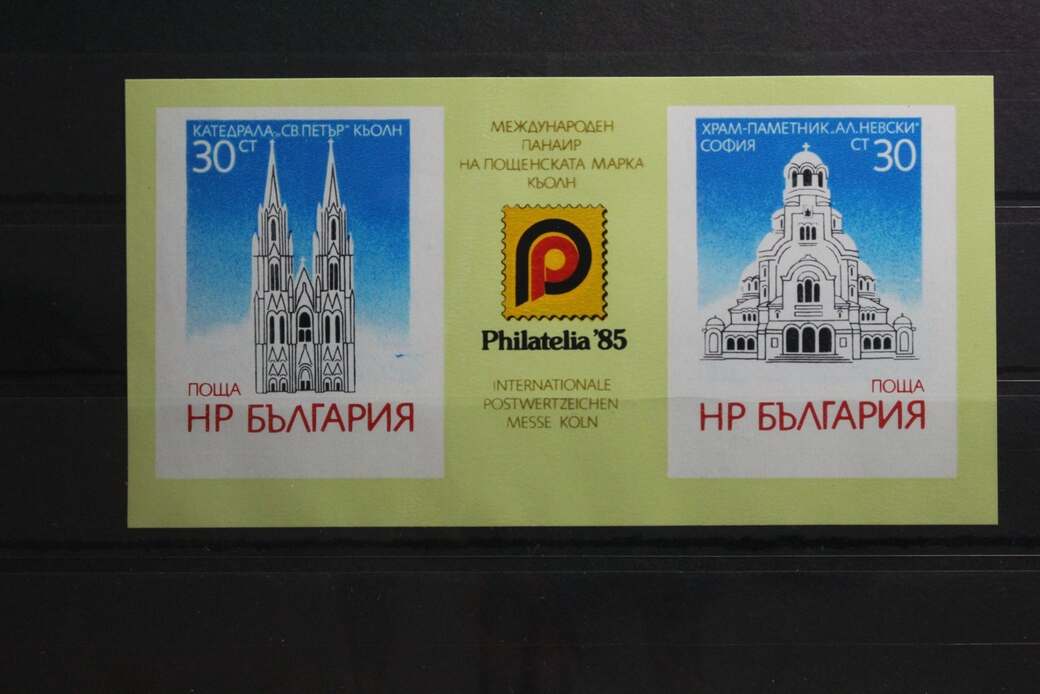 КАТЕДРАЛА „СВ.ПЕТЪР" КЬОЛН
30 СТ
ПОЩА
НР БЪЛГАРИЯ
МЕЖДУНАРОДЕН
ПАНАИР
НА ПОЩЕНСКАТА МАРКА
КЬОЛН
Philatelia '85
INTERNATIONALE
POSTWERTZEICHEN
MESSE KÖLN
ХРАМ-ПАМЕТНИК „АЛ.НЕВСКИ"
СОФИЯ
СТ 30
ПОЩА
НР БЪЛГАРИЯ